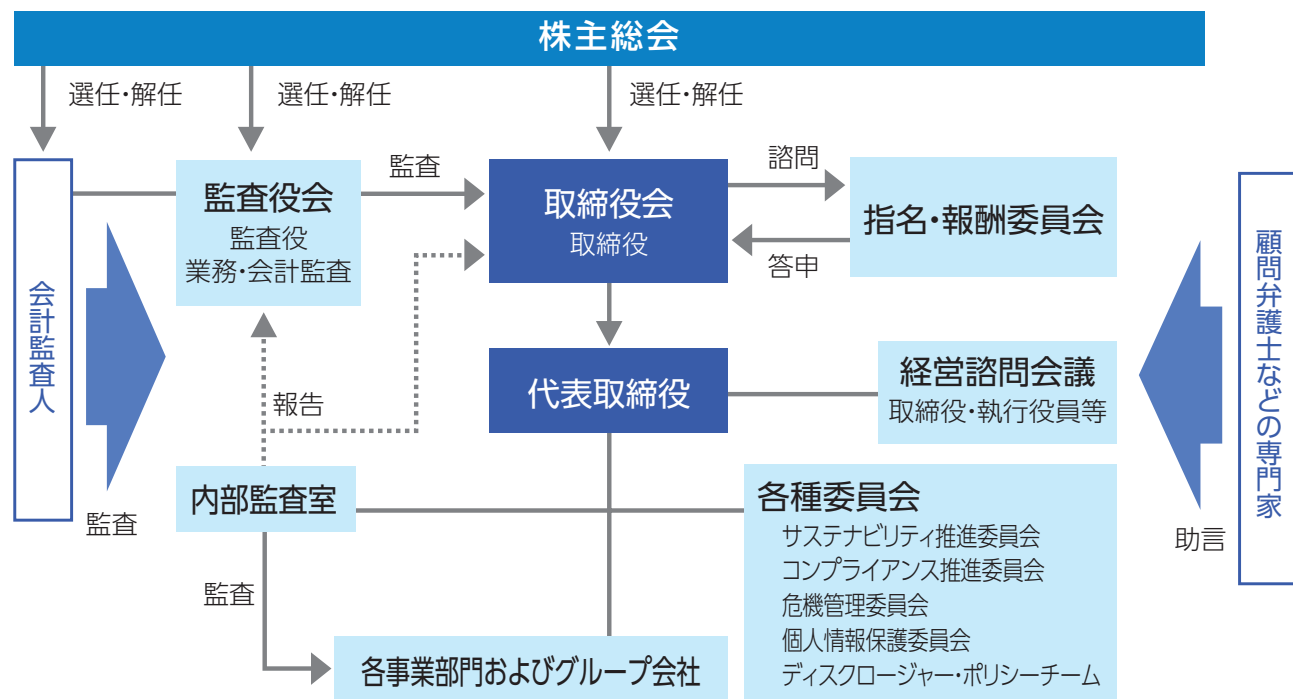 株主総会
選任・解任
選任・解任
選任・解任
会計監査人
監査
監査役会
監査役
業務・会計監査
監査
取締役会
取締役
諮問
答申
指名・報酬委員会
代表取締役
経営諮問会議
取締役・執行役員等
報告
内部監査室
監査
各種委員会
サステナビリティ推進委員会
コンプライアンス推進委員会
危機管理委員会
個人情報保護委員会
ディスクロージャー・ポリシーチーム
各事業部門およびグループ会社
顧問弁護士などの専門家
助言